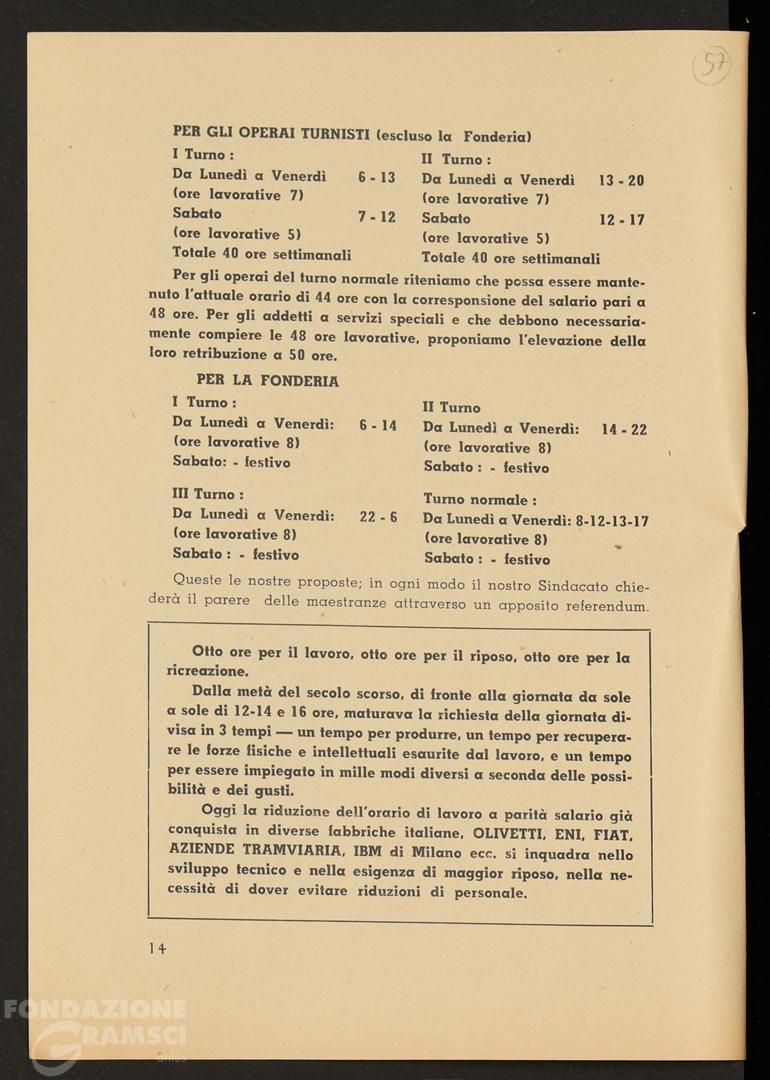 57
PER GLI OPERAI TURNISTI (escluso la Fonderia)
I Turno :
Da Lunedì a Venerdì 6 - 13
(ore lavorative 7)
Sabato 7 - 12
(ore lavorative 5)
Totale 40 ore settimanali
II Turno :
Da Lunedì a Venerdì 13 - 20
(ore lavorative 7)
Sabato 12 - 17
(ore lavorative 5)
Totale 40 ore settimanali
Per gli operai del turno normale riteniamo che possa essere mante-
nuto l'attuale orario di 44 ore con la corresponsione del salario pari a
48 ore. Per gli addetti a servizi speciali e che debbono necessaria-
mente compiere le 48 ore lavorative, proponiamo l'elevazione della
loro retribuzione a 50 ore.
PER LA FONDERIA
I Turno :
Da Lunedì a Venerdì: 6 - 14
(ore lavorative 8)
Sabato: - festivo
II Turno
Da Lunedì a Venerdì: 14 - 22
(ore lavorative 8)
Sabato : - festivo
III Turno :
Da Lunedì a Venerdì: 22 - 6
(ore lavorative 8)
Sabato : - festivo
Turno normale :
Da Lunedì a Venerdì: 8-12-13-17
(ore lavorative 8)
Sabato : - festivo
Queste le nostre proposte; in ogni modo il nostro Sindacato chie-
derà il parere delle maestranze attraverso un apposito referendum.
Otto ore per il lavoro, otto ore per il riposo, otto ore per la
ricreazione.
Dalla metà del secolo scorso, di fronte alla giornata da sole
a sole di 12-14 e 16 ore, maturava la richiesta della giornata di-
visa in 3 tempi — un tempo per produrre, un tempo per recupera-
re le forze fisiche e intellettuali esaurite dal lavoro, e un tempo
per essere impiegato in mille modi diversi a seconda delle possi-
bilità e dei gusti.
Oggi la riduzione dell'orario di lavoro a parità salario già
conquista in diverse fabbriche italiane, OLIVETTI, ENI, FIAT,
AZIENDE TRAMVIARIA, IBM di Milano ecc. si inquadra nello
sviluppo tecnico e nella esigenza di maggior riposo, nella ne-
cessità di dover evitare riduzioni di personale.
14
FONDAZIONE
GRAMSCI
onlus